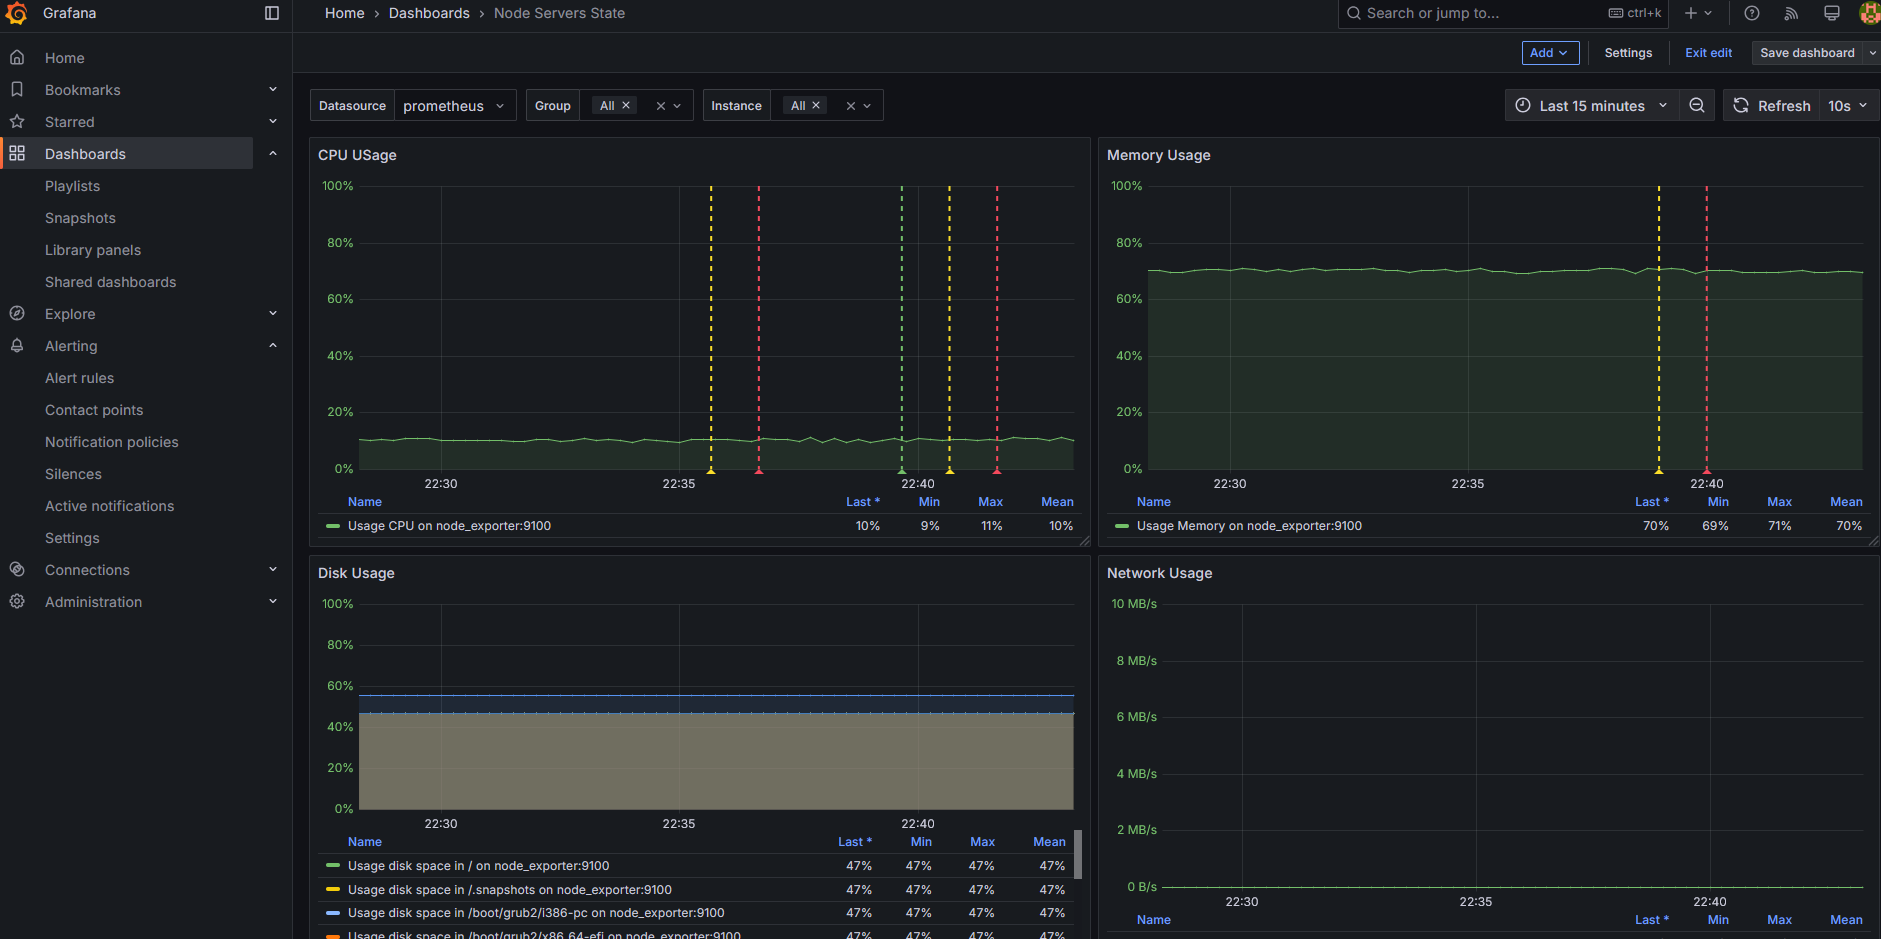 Grafana
Home › Dashboards › Node Servers State
Search or jump to... ctrl+k
Add Settings Exit edit Save dashboard
Home
Bookmarks
Starred
Dashboards
Playlists
Snapshots
Library panels
Shared dashboards
Explore
Alerting
Alert rules
Contact points
Notification policies
Silences
Active notifications
Settings
Connections
Administration
Datasource prometheus Group All Instance All Last 15 minutes Refresh 10s
CPU USage
100%
80%
60%
40%
20%
0%
22:30 22:35 22:40
Name Last * Min Max Mean
Usage CPU on node_exporter:9100 10% 9% 11% 10%
Memory Usage
100%
80%
60%
40%
20%
0%
22:30 22:35 22:40
Name Last * Min Max Mean
Usage Memory on node_exporter:9100 70% 69% 71% 70%
Disk Usage
100%
80%
60%
40%
20%
0%
22:30 22:35 22:40
Name Last * Min Max Mean
Usage disk space in / on node_exporter:9100 47% 47% 47% 47%
Usage disk space in /.snapshots on node_exporter:9100 47% 47% 47% 47%
Usage disk space in /boot/grub2/i386-pc on node_exporter:9100 47% 47% 47% 47%
Usage disk space in /boot/grub2/x86_64-efi on node_exporter:9100 47% 47% 47% 47%
Network Usage
10 MB/s
8 MB/s
6 MB/s
4 MB/s
2 MB/s
0 B/s
22:30 22:35 22:40
Name Last * Min Max Mean